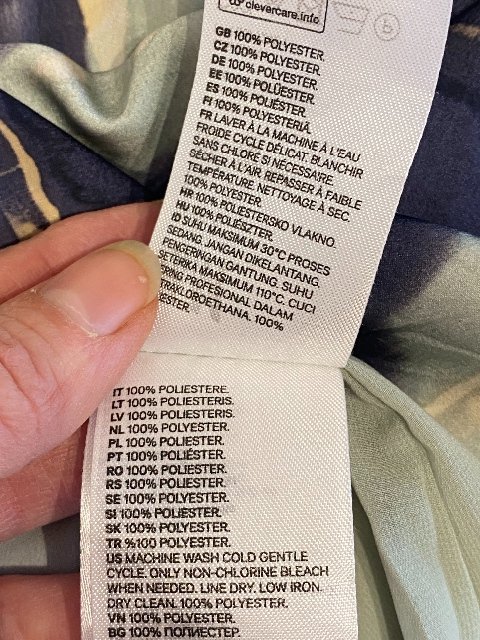 clevercare.info
GB 100% POLYESTER.
CZ 100% POLYESTER.
DE 100% POLYESTER.
EE 100% POLÜESTER.
ES 100% POLIÉSTER.
FI 100% POLYESTERIÄ.
FR LAVER À LA MACHINE À L'EAU
FROIDE CYCLE DÉLICAT. BLANCHIR
SANS CHLORE SI NÉCESSAIRE.
SÉCHER À L'AIR. REPASSER À FAIBLE
TEMPÉRATURE. NETTOYAGE À SEC.
100% POLYESTER.
HR 100% POLIESTERSKO VLAKNO.
HU 100% POLIÉSZTER.
ID SUHU MAKSIMUM 30°C PROSES
SEDANG. JANGAN DIKELANTANG.
PENGERINGAN GANTUNG. SUHU
SETERIKA MAKSIMUM 110°C. CUCI
RING PROFESIONAL DALAM
TRAKLOROETHANA. 100%
ESTER.
IT 100% POLIESTERE.
LT 100% POLIESTERIS.
LV 100% POLIESTERIS.
NL 100% POLYESTER.
PL 100% POLIESTER.
PT 100% POLIÉSTER.
RO 100% POLIESTER.
RS 100% POLIESTER.
SE 100% POLYESTER.
SI 100% POLIESTER.
SK 100% POLYESTER.
TR %100 POLYESTER.
US MACHINE WASH COLD GENTLE
CYCLE. ONLY NON-CHLORINE BLEACH
WHEN NEEDED. LINE DRY. LOW IRON.
DRY CLEAN. 100% POLYESTER.
VN 100% POLYESTER.
BG 100% ПОЛИЕСТЕР.